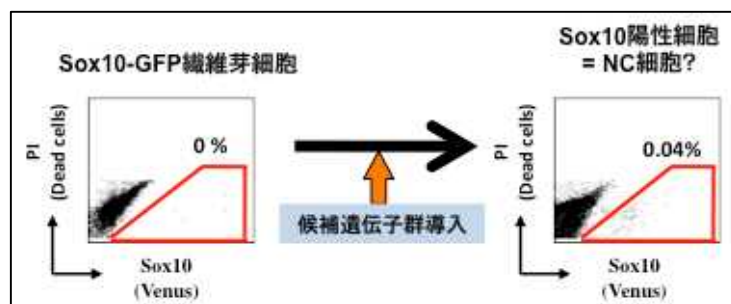 Sox10-GFP繊維芽細胞
PI
(Dead cells)
0 %
Sox10
(Venus)
候補遺伝子群導入
Sox10陽性細胞
= NC細胞?
PI
(Dead cells)
0.04%
Sox10
(Venus)